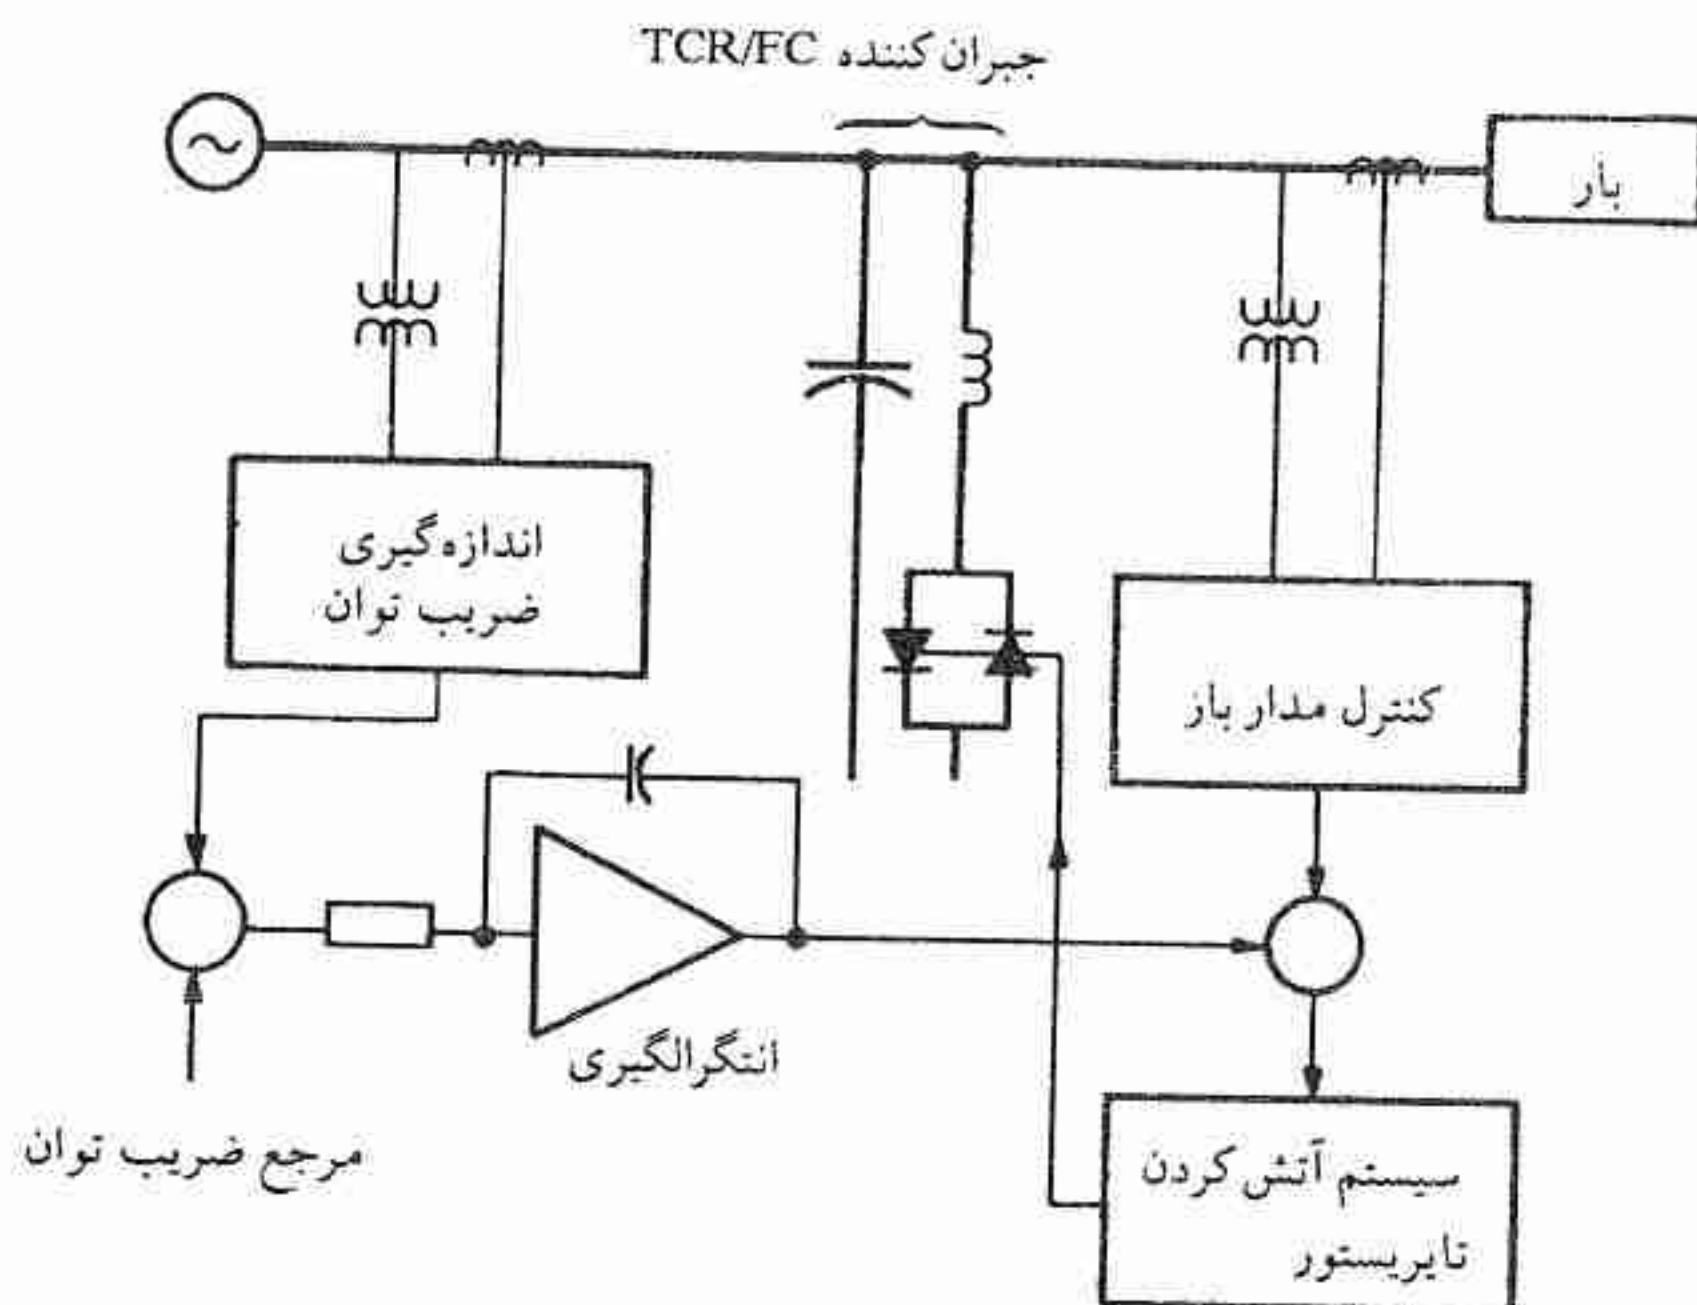 جبران کننده TCR/FC
بار
اندازه‌گیری
ضریب توان
کنترل مدار باز
انتگرالگیری
مرجع ضریب توان
سیستم آتش کردن
تایریستور